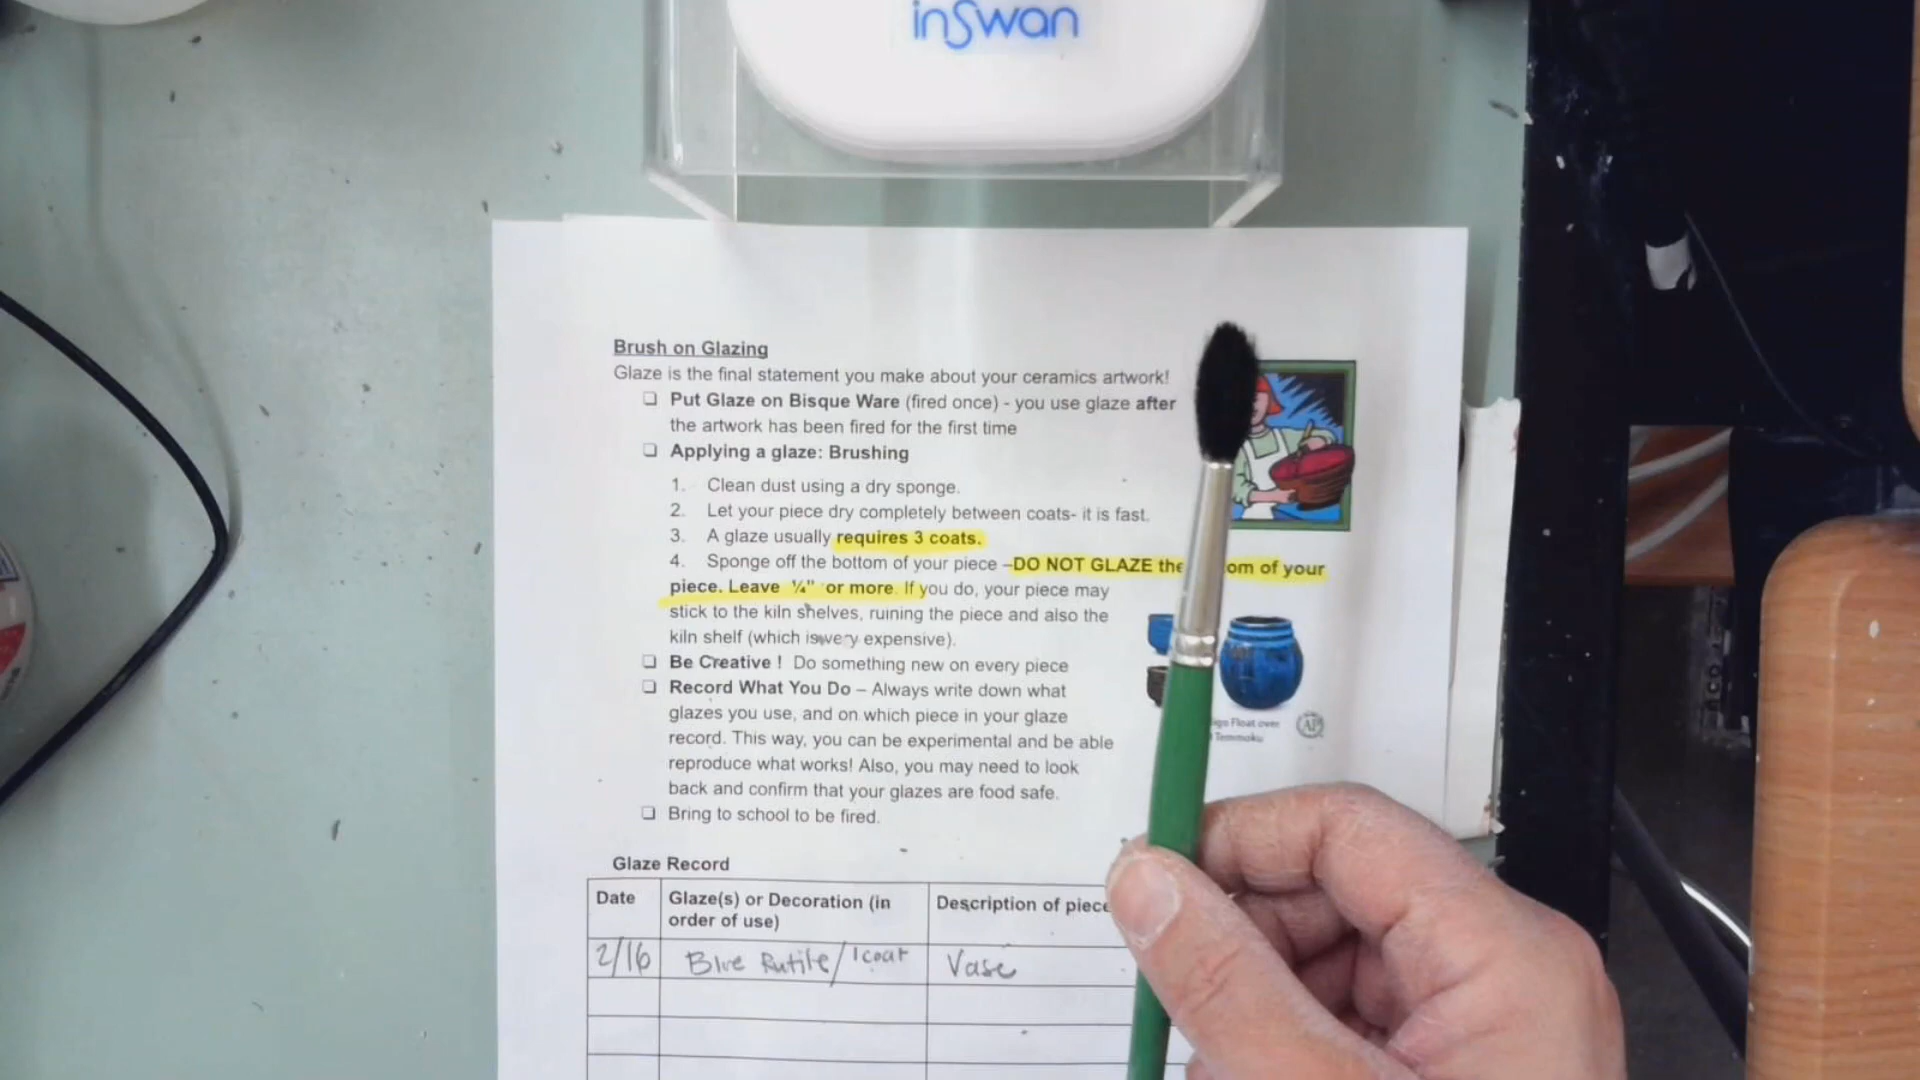 inSwan
Brush on Glazing
Glaze is the final statement you make about your ceramics artwork!
❏ Put Glaze on Bisque Ware (fired once) - you use glaze after
the artwork has been fired for the first time
❏ Applying a glaze: Brushing
1. Clean dust using a dry sponge.
2. Let your piece dry completely between coats- it is fast.
3. A glaze usually requires 3 coats.
4. Sponge off the bottom of your piece –DO NOT GLAZE the om of your
piece. Leave ¼" or more. If you do, your piece may
stick to the kiln shelves, ruining the piece and also the
kiln shelf (which is very expensive).
❏ Be Creative ! Do something new on every piece
❏ Record What You Do – Always write down what
glazes you use, and on which piece in your glaze
record. This way, you can be experimental and be able
reproduce what works! Also, you may need to look
back and confirm that your glazes are food safe.
❏ Bring to school to be fired.
igo Float over
Temmoku
AP
Glaze Record
Date Glaze(s) or Decoration (in
order of use) Description of piece
2/16 Blue Rutile/1coat Vase